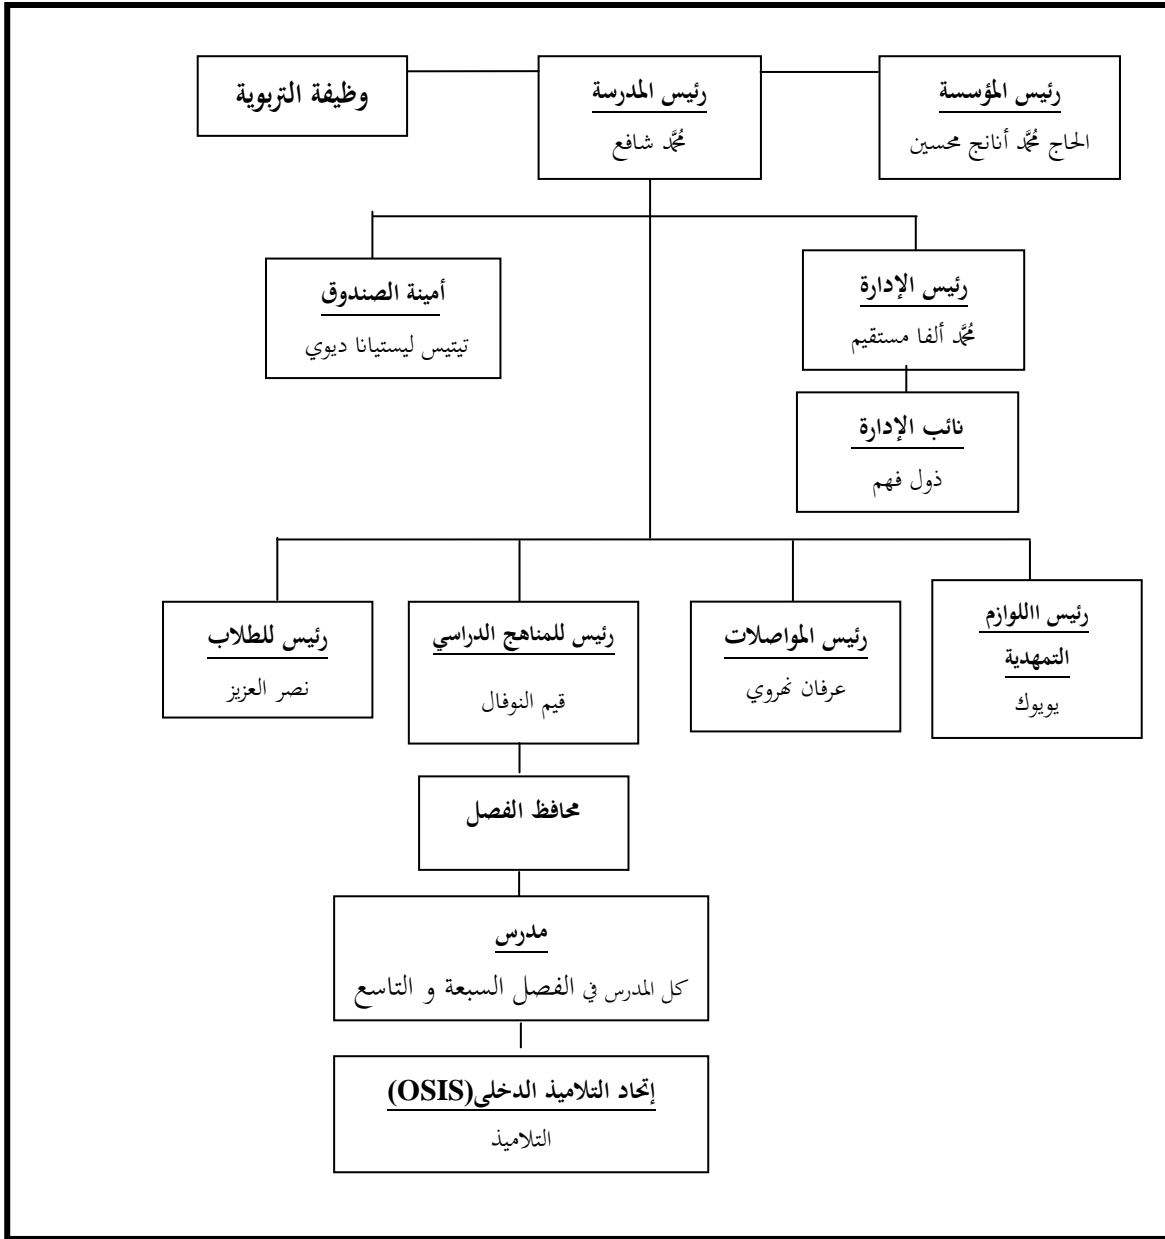 رئيس المؤسسة
الحاج مُحَّد أنانج محسين
رئيس المدرسة
مُحَّد شافع
وظيفة التربوية
رئيس الإدارة
مُحَّد ألفا مستقيم
أمينة الصندوق
تيتيس ليستيانا ديوي
نائب الإدارة
ذول فهم
رئيس االلوازم
التمهدية
يويوك
رئيس المواصلات
عرفان نهروي
رئيس للمناهج الدراسي
قيم النوفال
رئيس للطلاب
نصر العزيز
محافظ الفصل
مدرس
كل المدرس في الفصل السبعة و التاسع
إتحاد التلاميذ الدخلى(OSIS)
التلاميذ